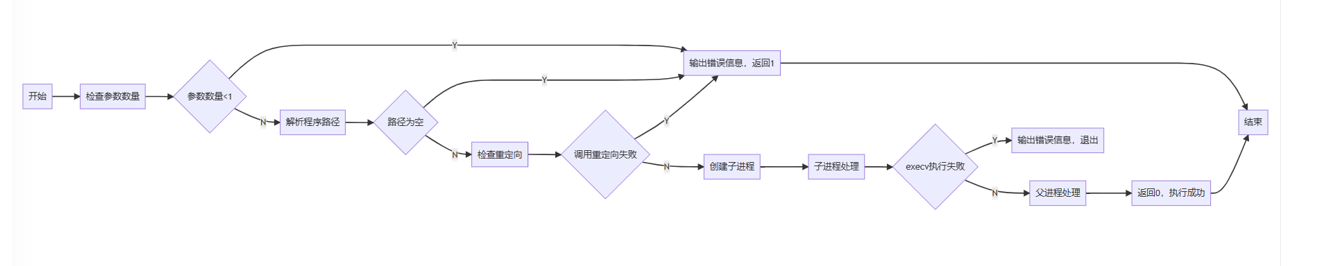 开始
检查参数数量
参数数量<1
Y
N
解析程序路径
路径为空
Y
N
检查重定向
调用重定向失败
Y
N
输出错误信息，返回1
创建子进程
子进程处理
execv执行失败
Y
N
输出错误信息，退出
父进程处理
返回0，执行成功
结束